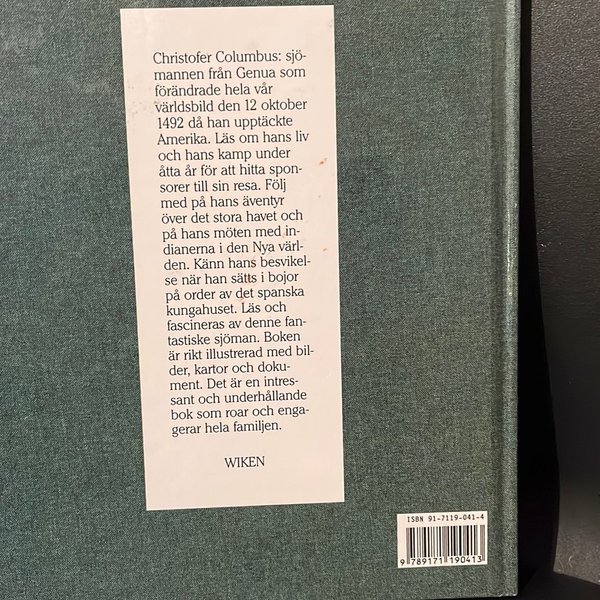 Christofer Columbus: sjö-
mannen från Genua som
förändrade hela vår
världsbild den 12 oktober
1492 då han upptäckte
Amerika. Läs om hans liv
och hans kamp under
åtta år för att hitta spon-
sorer till sin resa. Följ
med på hans äventyr
över det stora havet och
på hans möten med in-
dianerna i den Nya värl-
den. Känn hans besvikel-
se när han sätts i bojor
på order av det spanska
kungahuset. Läs och
fascineras av denne fan-
tastiske sjöman. Boken
är rikt illustrerad med bil-
der, kartor och doku-
ment. Det är en intres-
sant och underhållande
bok som roar och enga-
gerar hela familjen.
WIKEN
ISBN 91-7119-041-4
9 789171 190413